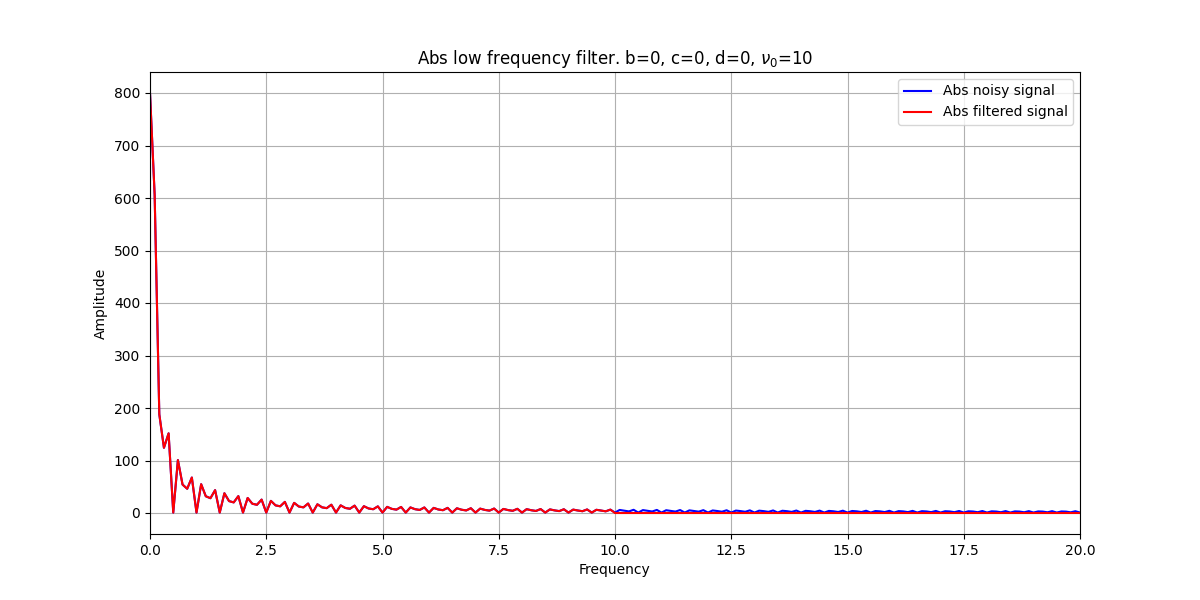 Abs low frequency filter. b=0, c=0, d=0, ν₀=10
Abs noisy signal
Abs filtered signal
800
700
600
500
400
300
200
100
0
Amplitude
0.0 2.5 5.0 7.5 10.0 12.5 15.0 17.5 20.0
Frequency